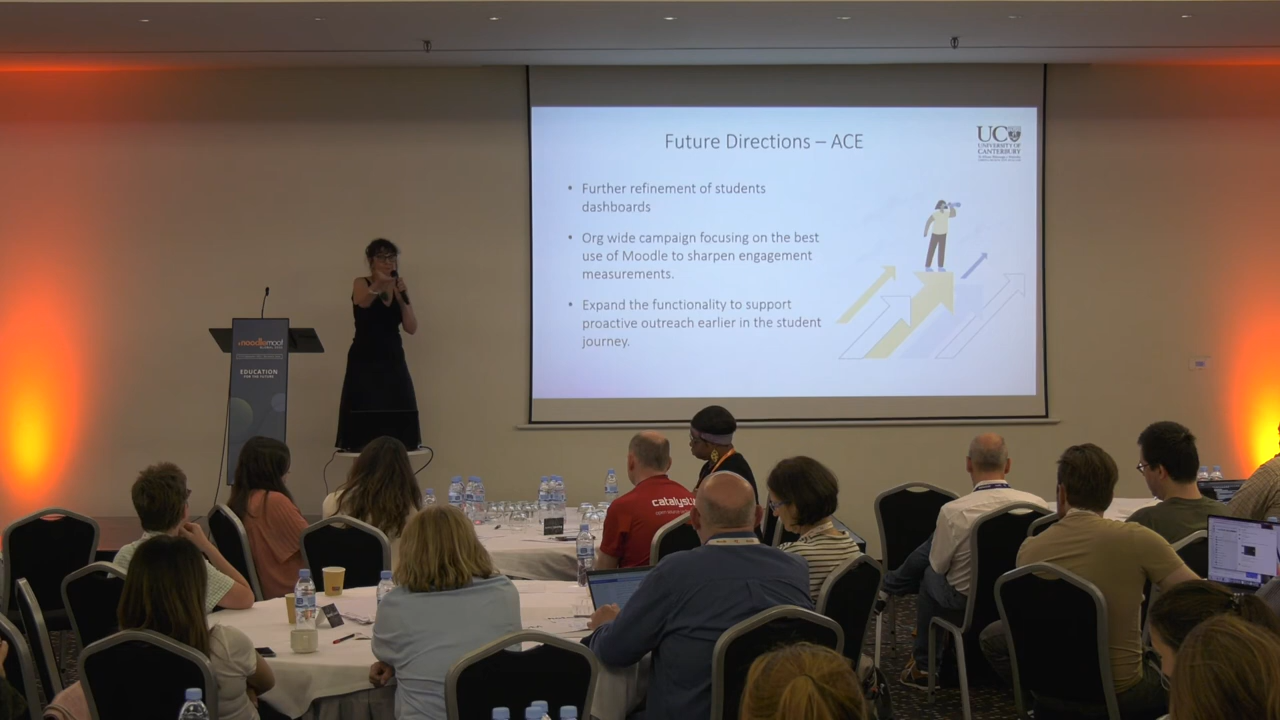 Future Directions – ACE
UC
UNIVERSITY OF
CANTERBURY
• Further refinement of students
dashboards
• Org wide campaign focusing on the best
use of Moodle to sharpen engagement
measurements.
• Expand the functionality to support
proactive outreach earlier in the student
journey.
moodlemoot
EDUCATION
FOR THE FUTURE
catalyst